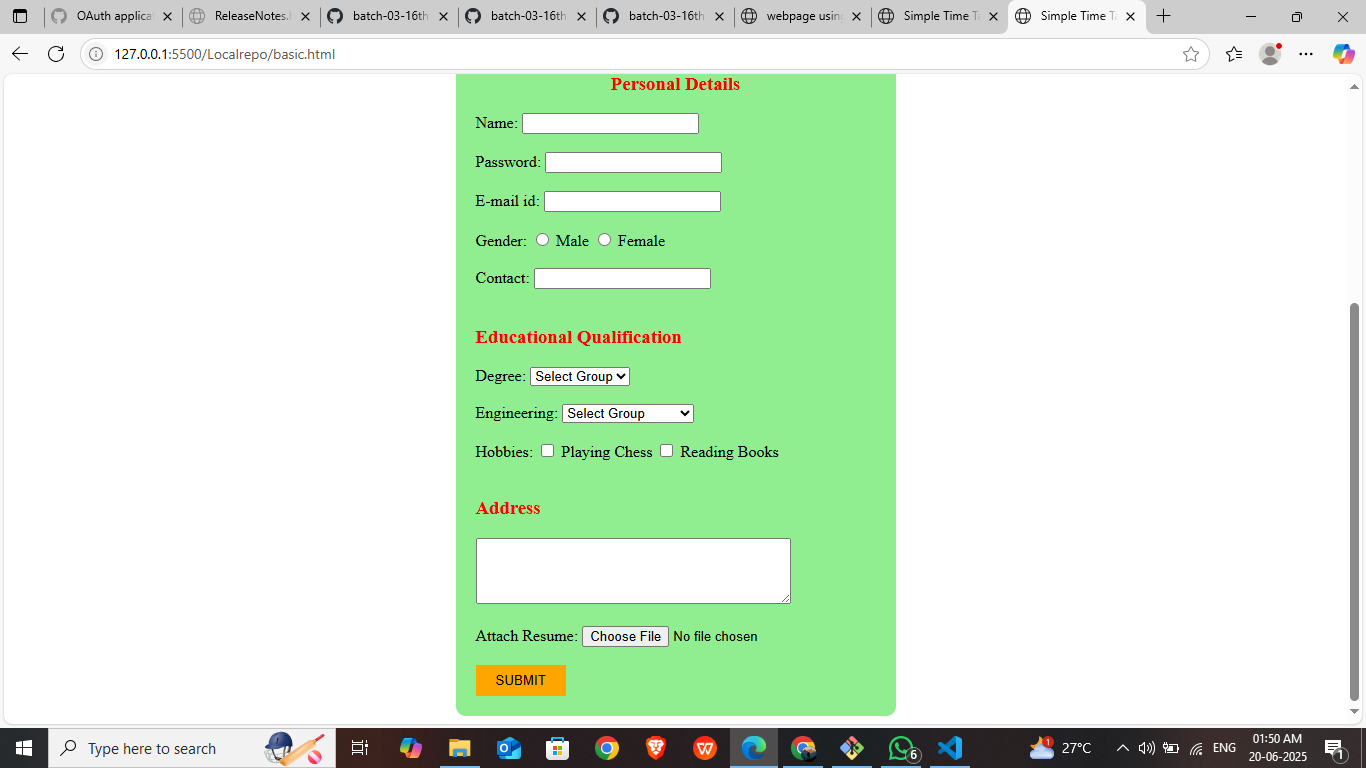 OAuth applica
ReleaseNotes.
batch-03-16th
batch-03-16th
batch-03-16th
webpage usin
Simple Time T
Simple Time Ta
127.0.0.1:5500/Localrepo/basic.html
Personal Details
Name:
Password:
E-mail id:
Gender: Male Female
Contact:
Educational Qualification
Degree: Select Group
Engineering: Select Group
Hobbies: Playing Chess Reading Books
Address
Attach Resume: Choose File No file chosen
SUBMIT
Type here to search
W
6
1
27°C
ENG
01:50 AM
20-06-2025
1